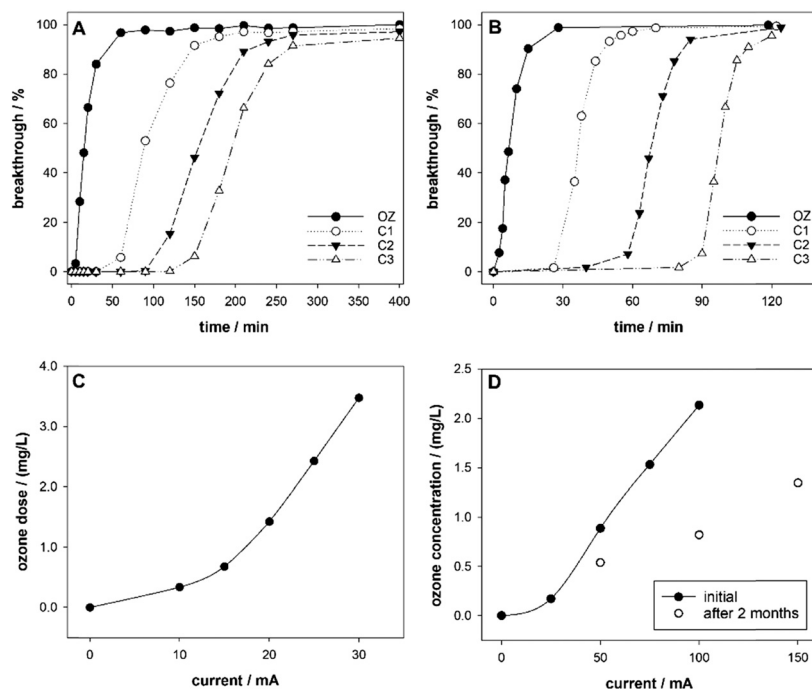 A
breakthrough / %
100
80
60
40
20
0
0 50 100 150 200 250 300 350 400
time / min
OZ
C1
C2
C3
B
breakthrough / %
100
80
60
40
20
0
0 30 60 90 120
time / min
OZ
C1
C2
C3
C
ozone dose / (mg/L)
4.0
3.0
2.0
1.0
0.0
0 10 20 30
current / mA
D
ozone concentration / (mg/L)
2.5
2.0
1.5
1.0
0.5
0.0
0 50 100 150
current / mA
initial
after 2 months